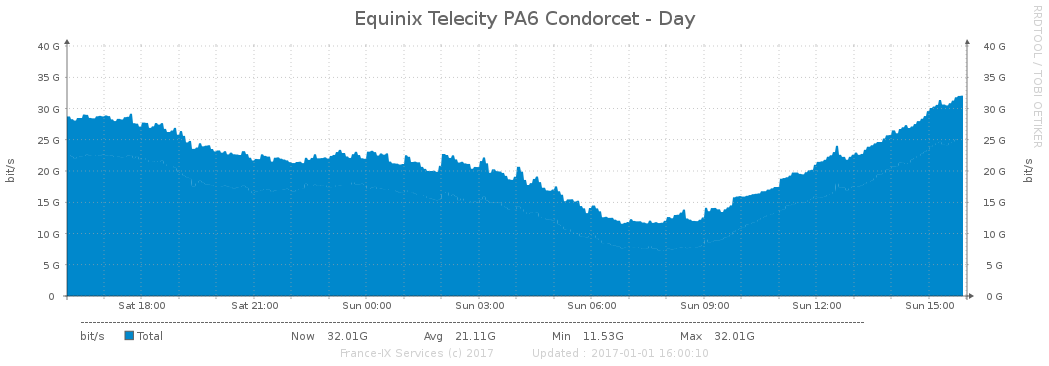 Equinix Telecity PA6 Condorcet - Day
RRDTOOL / TOBI OETIKER
bit/s
40 G 40 G
35 G 35 G
30 G 30 G
25 G 25 G
20 G 20 G
15 G 15 G
10 G 10 G
5 G 5 G
0 0 G
bit/s
Sat 18:00 Sat 21:00 Sun 00:00 Sun 03:00 Sun 06:00 Sun 09:00 Sun 12:00 Sun 15:00
bit/s Total Now 32.01G Avg 21.11G Min 11.53G Max 32.01G
France-IX Services (c) 2017 Updated : 2017-01-01 16:00:10